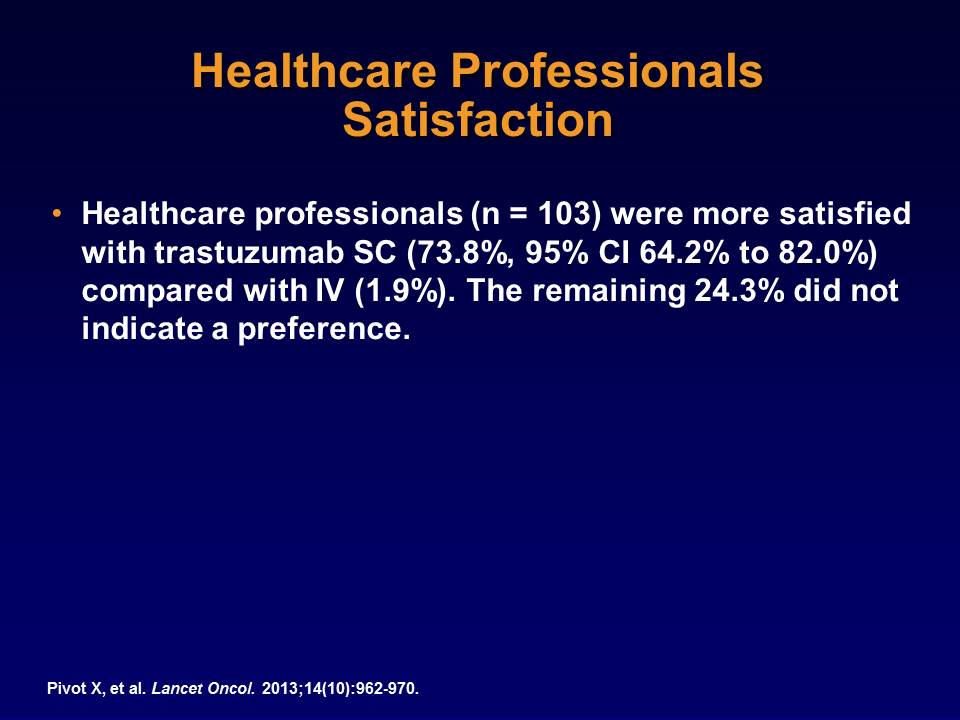 Healthcare Professionals
Satisfaction
• Healthcare professionals (n = 103) were more satisfied
with trastuzumab SC (73.8%, 95% CI 64.2% to 82.0%)
compared with IV (1.9%). The remaining 24.3% did not
indicate a preference.
Pivot X, et al. Lancet Oncol. 2013;14(10):962-970.